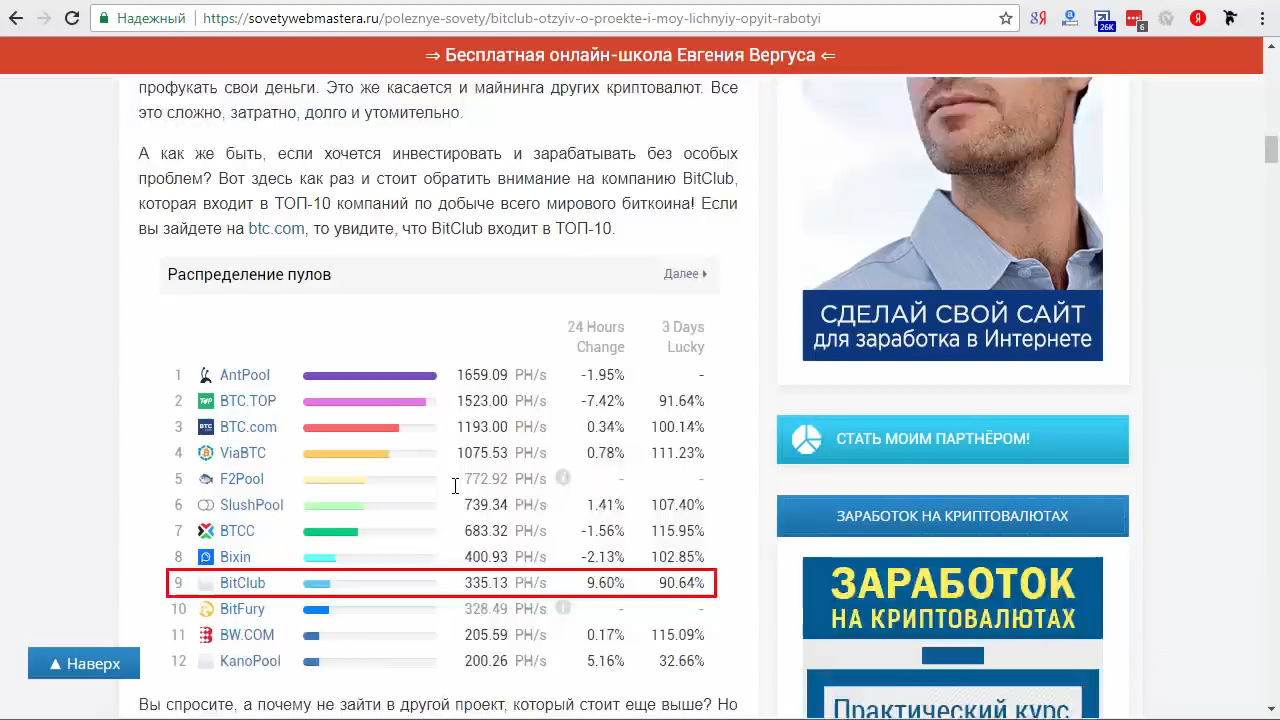 Надежный
https://sovetywebmastera.ru/poleznye-sovety/bitclub-otzyiv-o-proekte-i-moy-lichnyiy-opyit-rabotyi
Я
26K
6
Я
⇒ Бесплатная онлайн-школа Евгения Вергуса ⇐
профукать свои деньги. Это же касается и майнинга других криптовалют. Все
это сложно, затратно, долго и утомительно.
А как же быть, если хочется инвестировать и зарабатывать без особых
проблем? Вот здесь как раз и стоит обратить внимание на компанию BitClub,
которая входит в ТОП-10 компаний по добыче всего мирового биткоина! Если
вы зайдете на btc.com, то увидите, что BitClub входит в ТОП-10.
Распределение пулов Далее
24 Hours Change 3 Days Lucky
1 AntPool 1659.09 PH/s -1.95% -
2 BTC.TOP 1523.00 PH/s -7.42% 91.64%
3 BTC.com 1193.00 PH/s 0.34% 100.14%
4 ViaBTC 1075.53 PH/s 0.78% 111.23%
5 F2Pool 772.92 PH/s - -
6 SlushPool 739.34 PH/s 1.41% 107.40%
7 BTCC 683.32 PH/s -1.56% 115.95%
8 Bixin 400.93 PH/s -2.13% 102.85%
9 BitClub 335.13 PH/s 9.60% 90.64%
10 BitFury 328.49 PH/s - -
11 BW.COM 205.59 PH/s 0.17% 115.09%
12 KanoPool 200.26 PH/s 5.16% 32.66%
Вы спросите, а почему не зайти в другой проект, который стоит еще выше? Но
▲ Наверх
СДЕЛАЙ СВОЙ САЙТ
для заработка в Интернете
СТАТЬ МОИМ ПАРТНЁРОМ!
ЗАРАБОТОК НА КРИПТОВАЛЮТАХ
ЗАРАБОТОК
НА КРИПТОВАЛЮТАХ
Практический курс